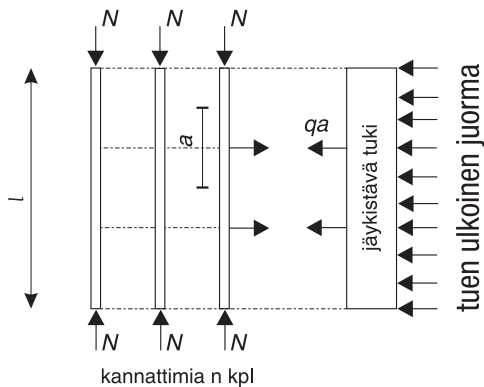 N
N
N
l
a
qa
jäykistävä tuki
tuen ulkoinen juorma
N
N
N
kannattimia n kpl